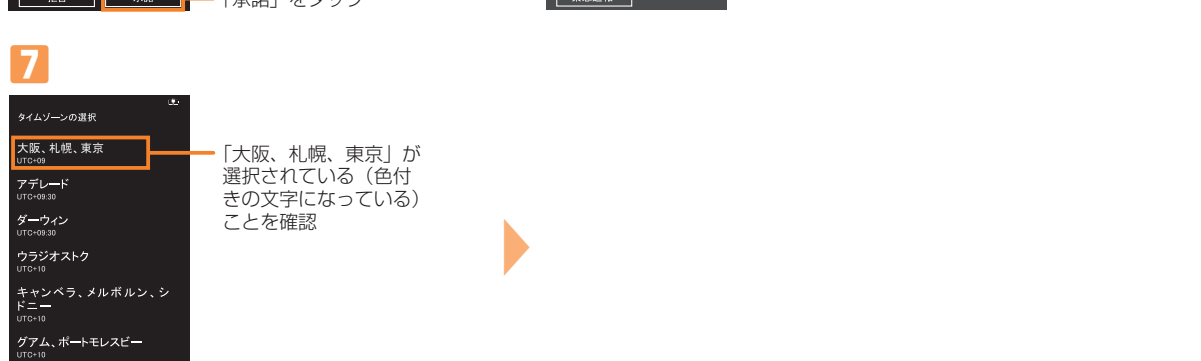 「承諾」をタップ
7
タイムゾーンの選択
大阪、札幌、東京
UTC+09
アデレード
UTC+09:30
ダーウィン
UTC+09:30
ウラジオストク
UTC+10
キャンベラ、メルボルン、シ
ドニー
UTC+10
グアム、ポートモレスビー
UTC+10
「大阪、札幌、東京」が
選択されている（色付
きの文字になっている）
ことを確認